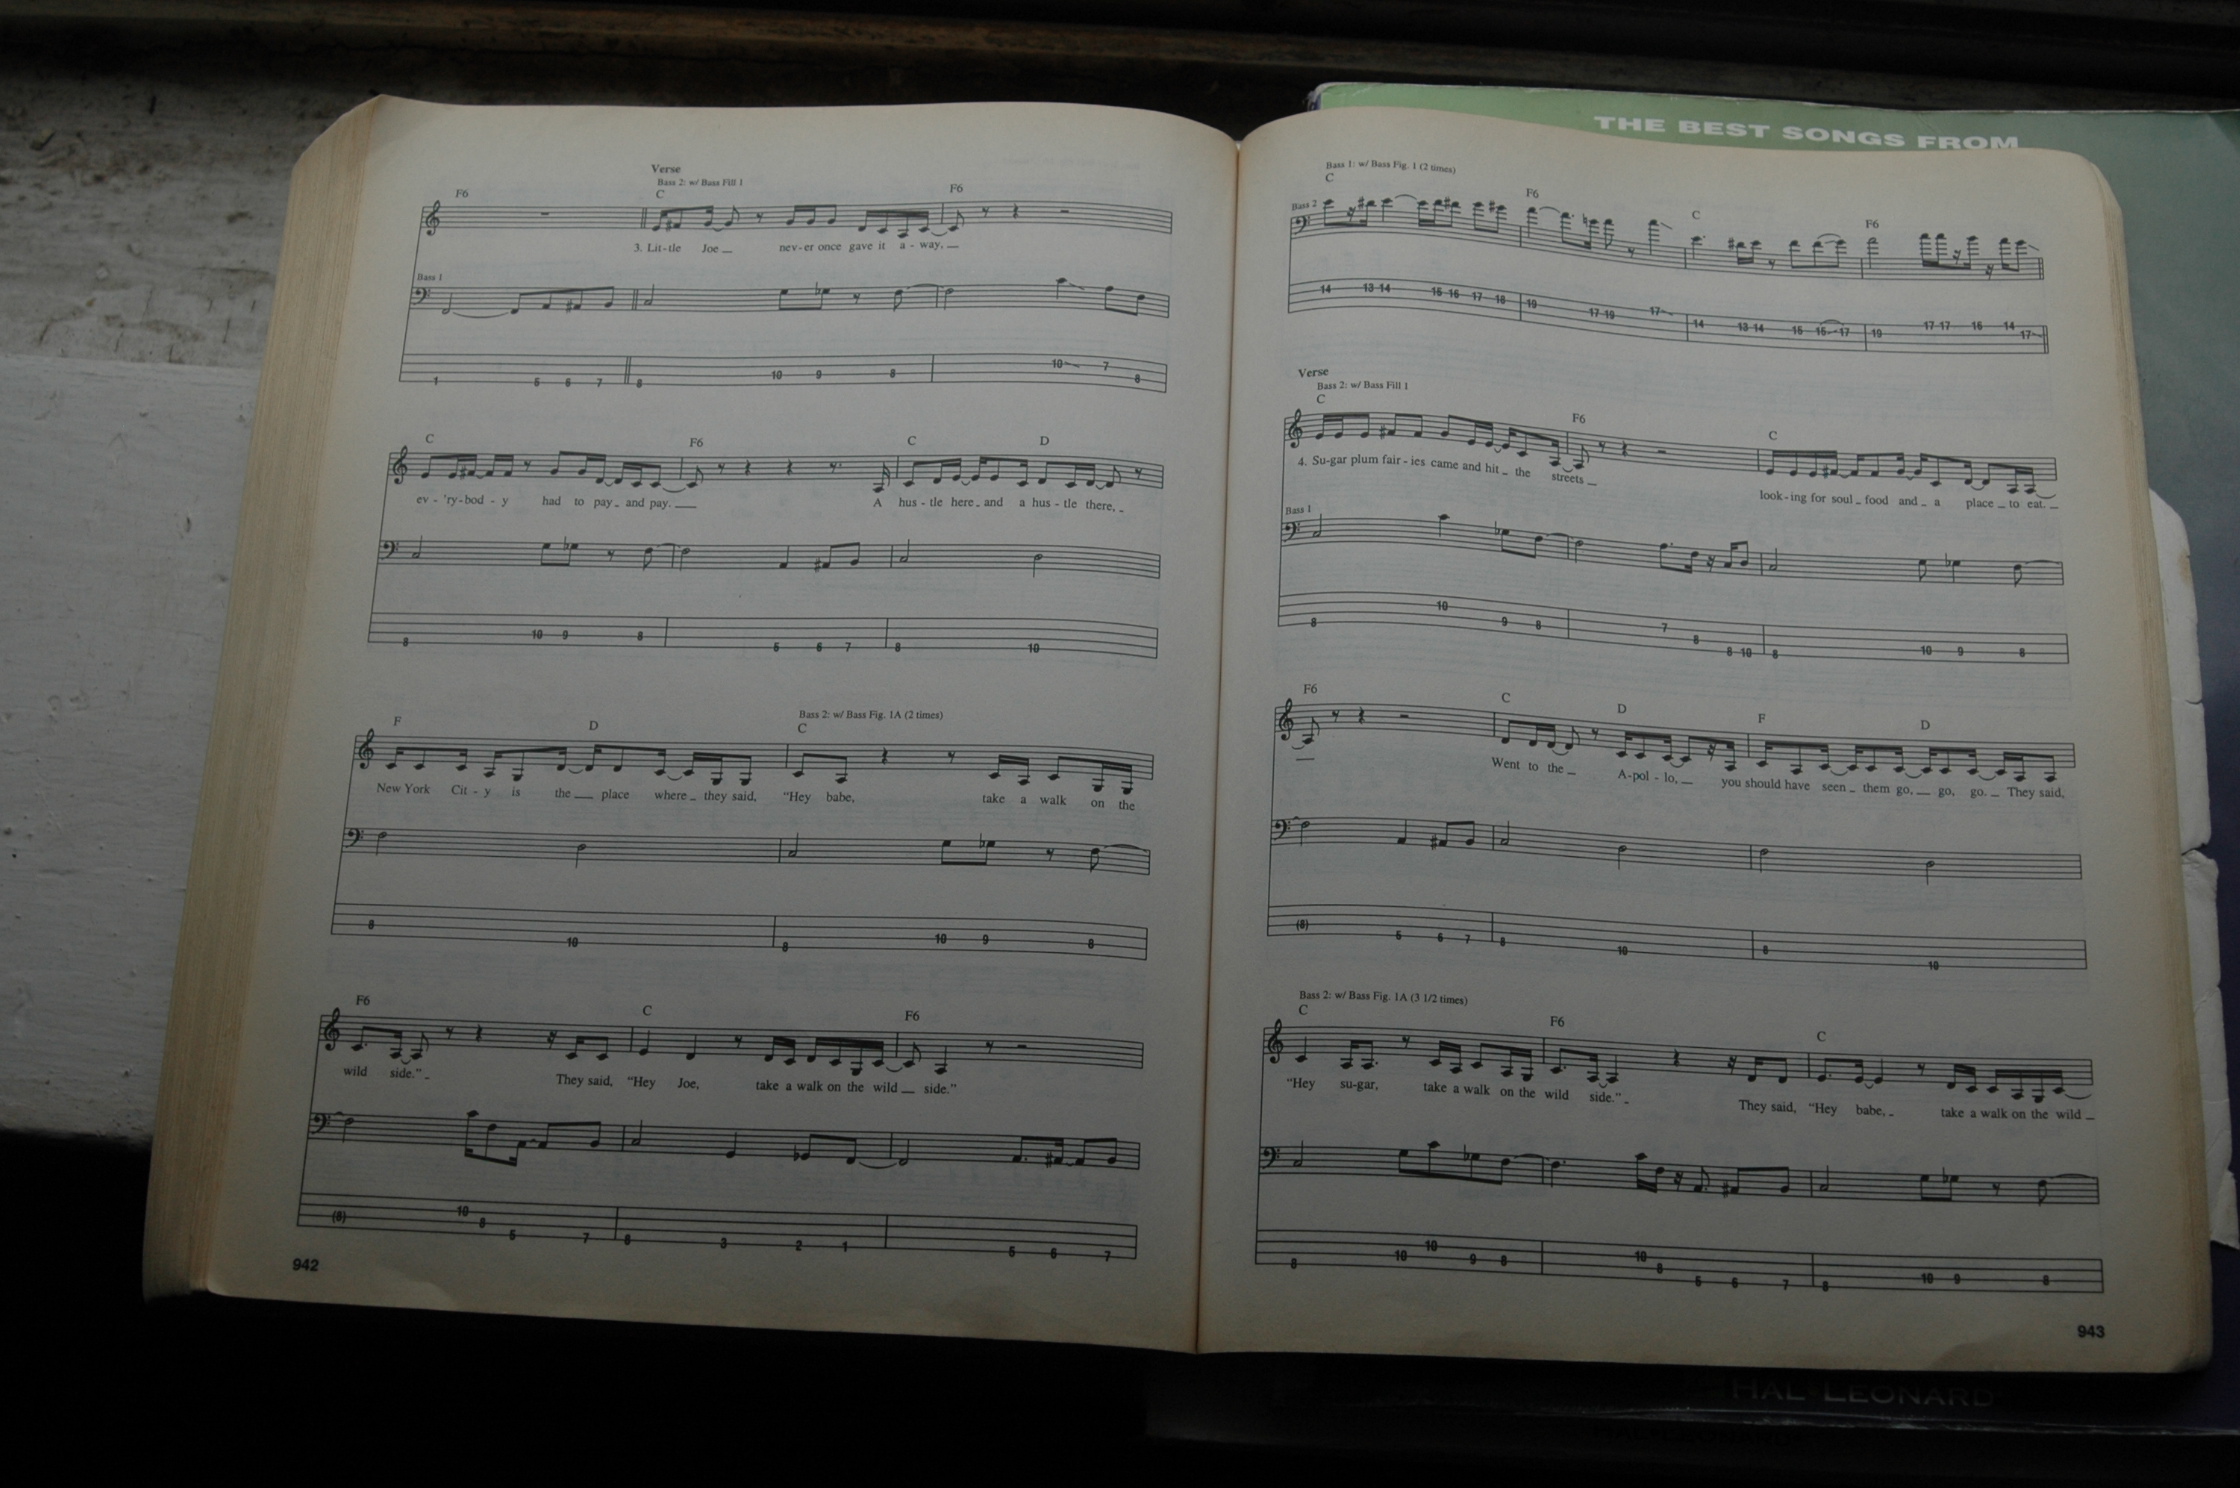 THE BEST SONGS FROM
Verse
Bass 2: w/ Bass Fill 1
F6 C F6
3. Lit-tle Joe nev-er once gave it a-way,
Bass 1
1 5 6 7 8 10 9 8 10 7 8
C F6 C D
ev-'ry-bod-y had to pay and pay. A hus-tle here and a hus-tle there,
8 10 9 8 5 6 7 8 10
Bass 2: w/ Bass Fig. 1A (2 times)
F D C
New York Cit-y is the place where they said, "Hey babe, take a walk on the
8 10 8 10 9 8
F6 C F6
wild side." They said, "Hey Joe, take a walk on the wild side."
(8) 10 8 5 7 8 3 2 1 5 6 7
942
Bass 1: w/ Bass Fig. 1 (2 times)
C F6 C F6
Bass 2
14 13 14 16 16 17 18 19 17 19 17 14 13 14 16 16 17 19 17 17 16 14 17
Verse
Bass 2: w/ Bass Fill 1
C F6 C
4. Su-gar plum fair-ies came and hit the streets look-ing for soul food and a place to eat.
Bass 1
8 10 9 8 7 8 8 10 8 10 9 8
F6 C D F D
Went to the A-pol-lo, you should have seen them go, go, go. They said,
(8) 5 6 7 8 10 8 10
Bass 2: w/ Bass Fig. 1A (3 1/2 times)
C F6 C
"Hey su-gar, take a walk on the wild side." They said, "Hey babe, take a walk on the wild
8 10 10 9 8 10 8 5 6 7 8 10 9 8
943
HAL LEONARD